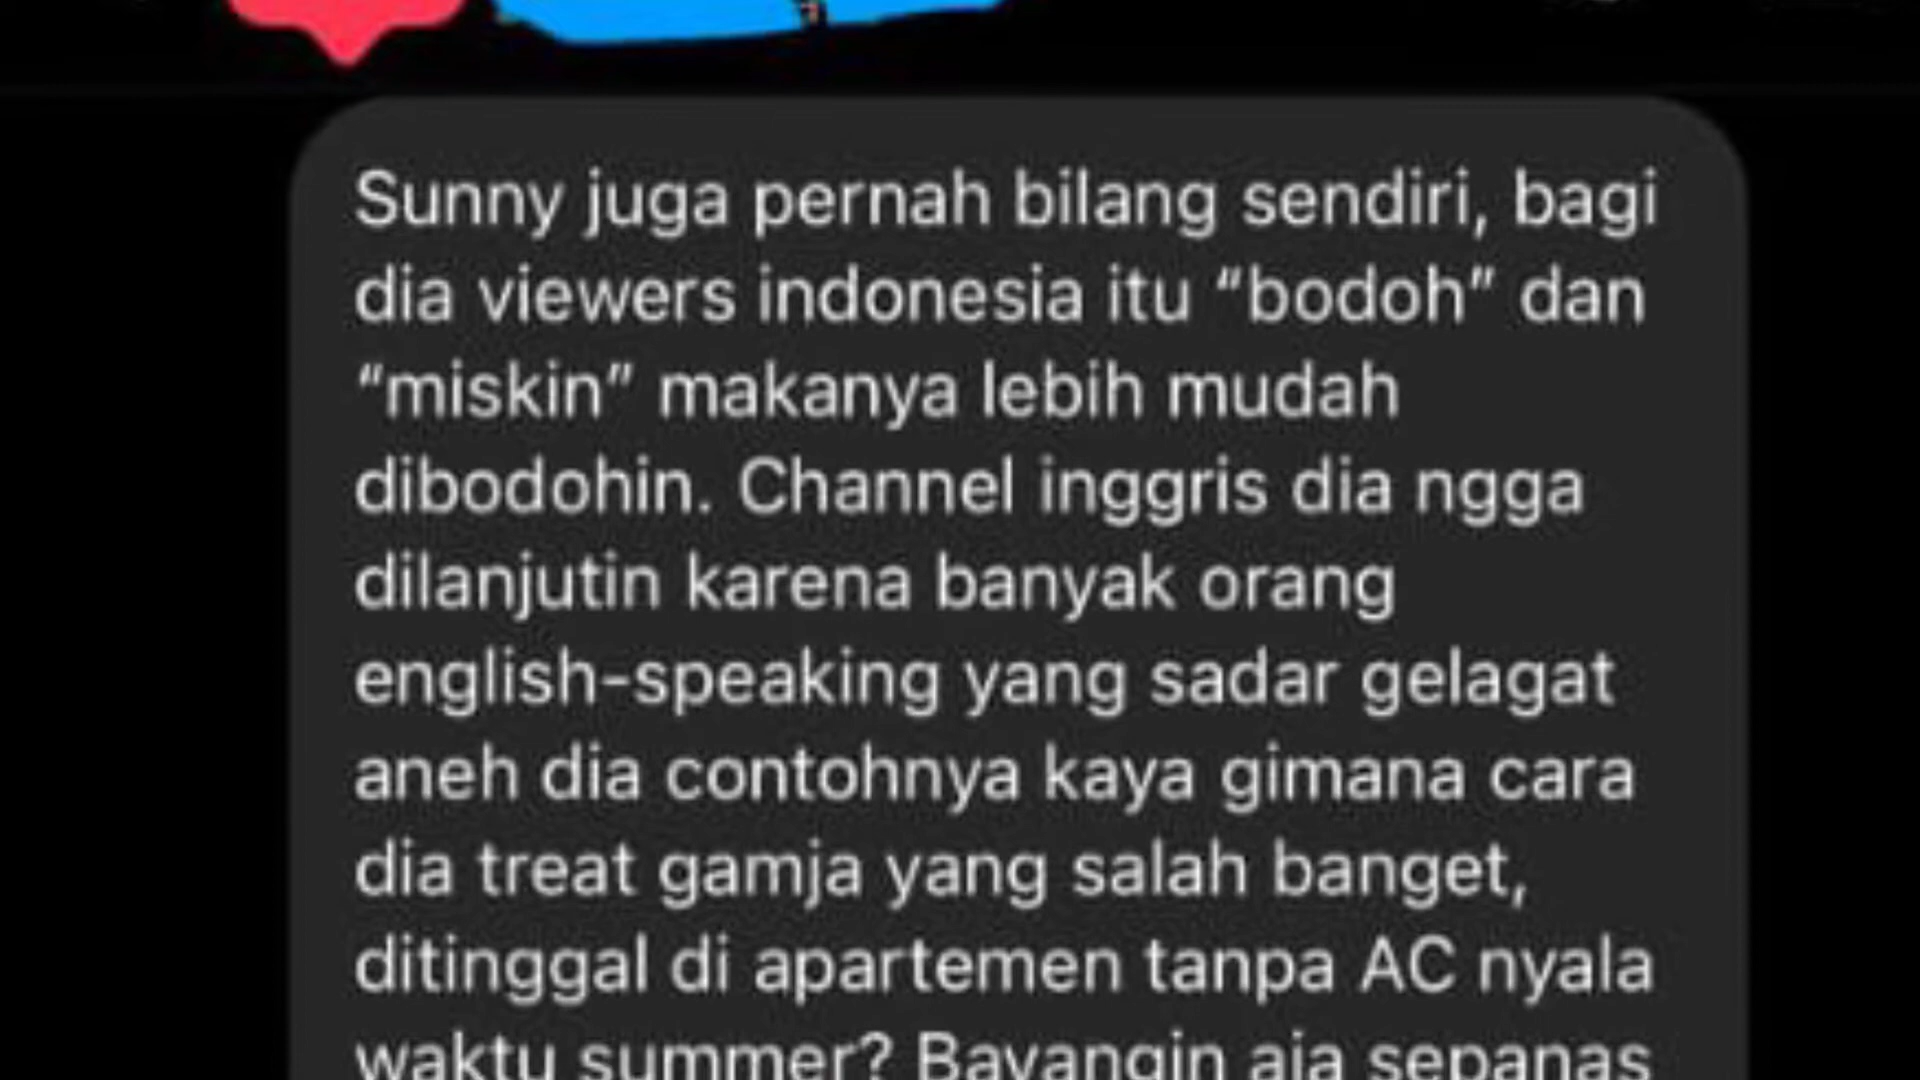 Sunny juga pernah bilang sendiri, bagi
dia viewers indonesia itu “bodoh” dan
“miskin” makanya lebih mudah
dibodohin. Channel inggris dia ngga
dilanjutin karena banyak orang
english-speaking yang sadar gelagat
aneh dia contohnya kaya gimana cara
dia treat gamja yang salah banget,
ditinggal di apartemen tanpa AC nyala
waktu summer? Bayangin aja sepanas